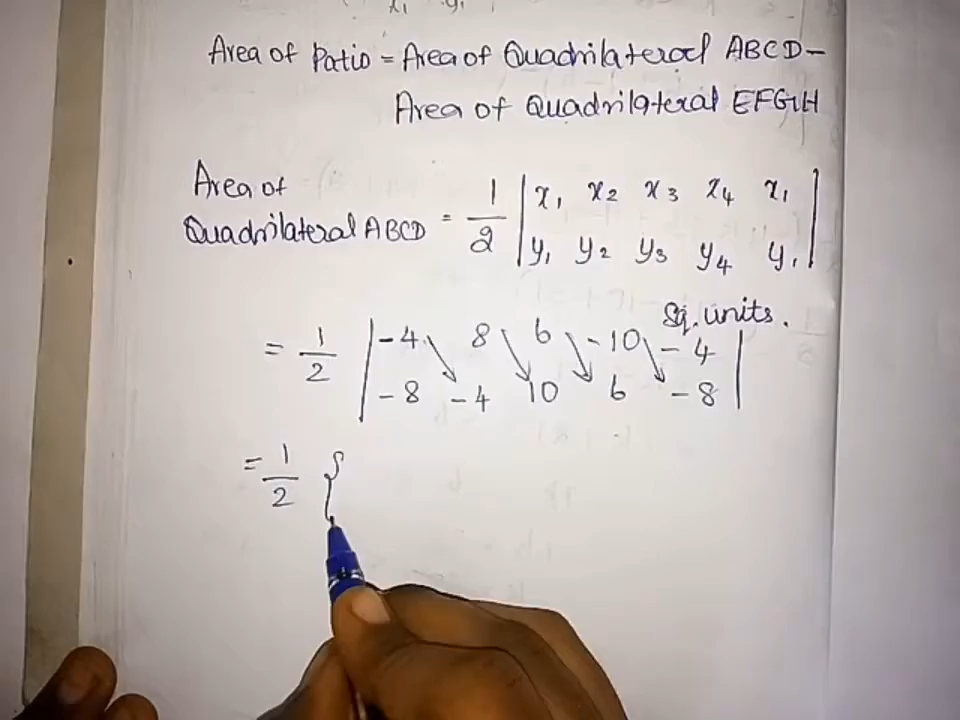 x₁ y₁
Area of Patio = Area of Quadrilateral ABCD –
Area of Quadrilateral EFGH
Area of
Quadrilateral ABCD = 1/2 | x₁ x₂ x₃ x₄ x₁
y₁ y₂ y₃ y₄ y₁ |
Sq. units.
= 1/2 | -4 8 6 -10 -4
-8 -4 10 6 -8 |
= 1/2 {